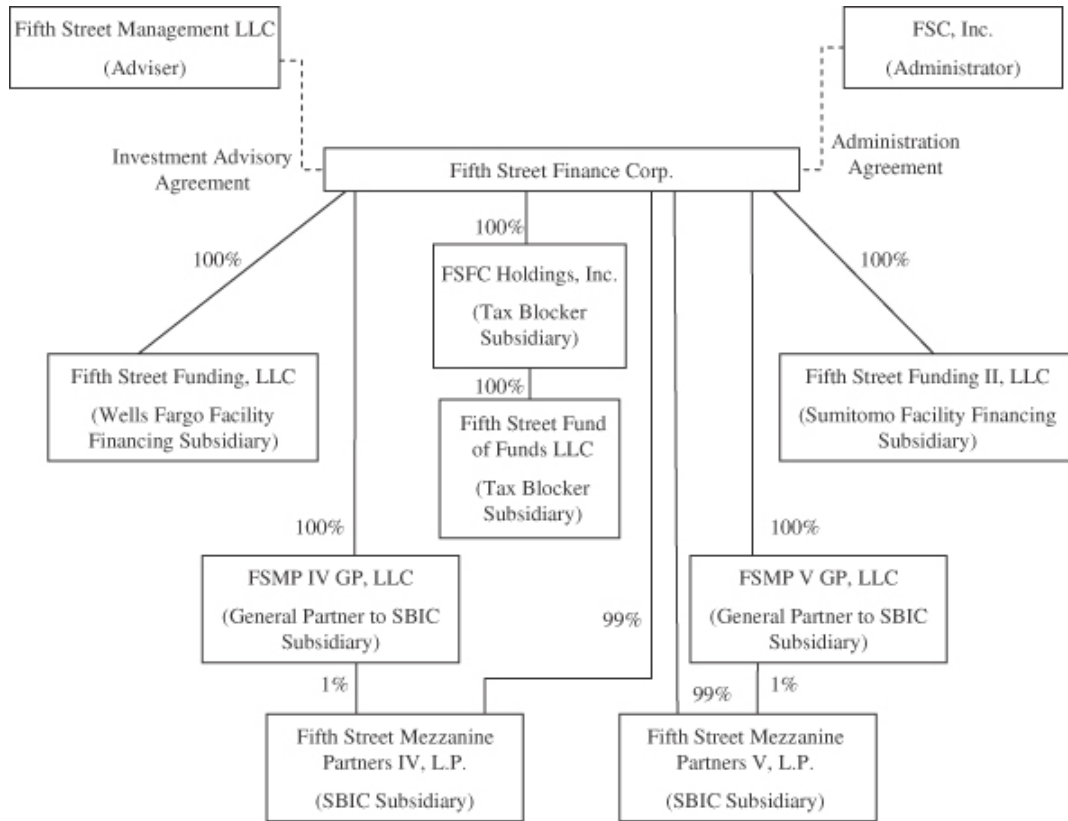 Fifth Street Management LLC
(Adviser)
FSC, Inc.
(Administrator)
Investment Advisory
Agreement
Administration
Agreement
Fifth Street Finance Corp.
100%
100%
100%
FSFC Holdings, Inc.
(Tax Blocker
Subsidiary)
Fifth Street Funding, LLC
(Wells Fargo Facility
Financing Subsidiary)
100%
Fifth Street Fund
of Funds LLC
(Tax Blocker
Subsidiary)
Fifth Street Funding II, LLC
(Sumitomo Facility Financing
Subsidiary)
100%
100%
FSMP IV GP, LLC
(General Partner to SBIC
Subsidiary)
99%
FSMP V GP, LLC
(General Partner to SBIC
Subsidiary)
1%
99%
1%
Fifth Street Mezzanine
Partners IV, L.P.
(SBIC Subsidiary)
Fifth Street Mezzanine
Partners V, L.P.
(SBIC Subsidiary)